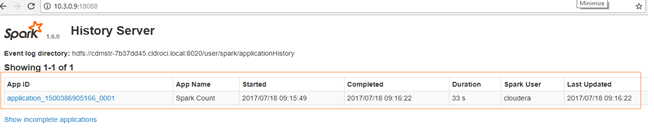 10.3.0.9:18088
Minimize
Spark 1.6.0 History Server
Event log directory: hdfs://cdmstr-7b37dd45.cldroci.local:8020/user/spark/applicationHistory
Showing 1-1 of 1
App ID App Name Started Completed Duration Spark User Last Updated
application_1500386905166_0001 Spark Count 2017/07/18 09:15:49 2017/07/18 09:16:22 33 s cloudera 2017/07/18 09:16:22
Show incomplete applications